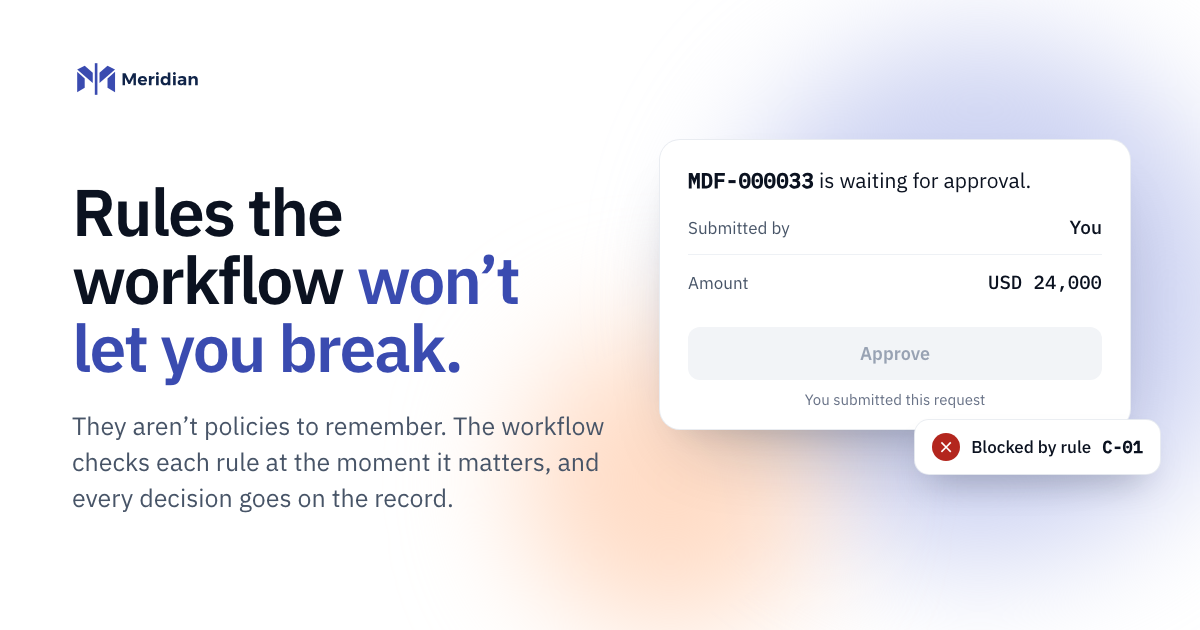 Meridian
Rules the
workflow won’t
let you break.
They aren’t policies to remember. The workflow
checks each rule at the moment it matters, and
every decision goes on the record.
MDF-000033 is waiting for approval.
Submitted by You
Amount USD 24,000
Approve
You submitted this request
Blocked by rule C-01